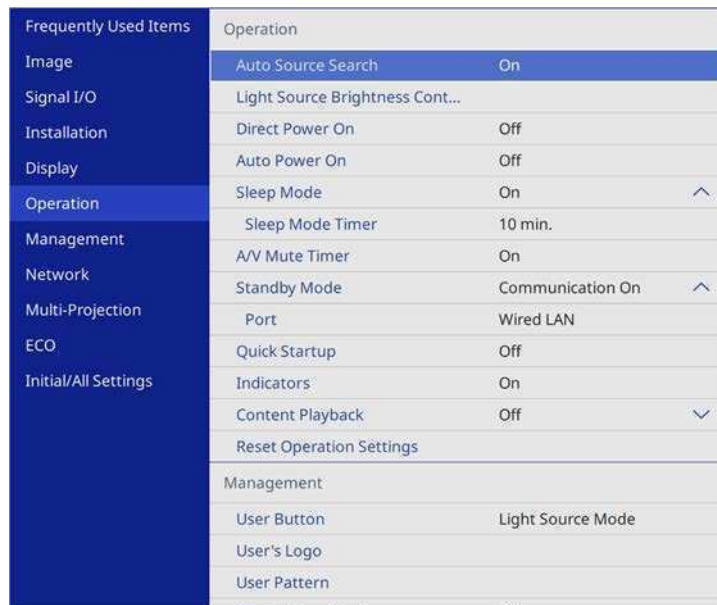 Frequently Used Items
Image
Signal I/O
Installation
Display
Operation
Management
Network
Multi-Projection
ECO
Initial/All Settings
Operation
Auto Source Search On
Light Source Brightness Cont...
Direct Power On Off
Auto Power On Off
Sleep Mode On
Sleep Mode Timer 10 min.
A/V Mute Timer On
Standby Mode Communication On
Port Wired LAN
Quick Startup Off
Indicators On
Content Playback Off
Reset Operation Settings
Management
User Button Light Source Mode
User's Logo
User Pattern